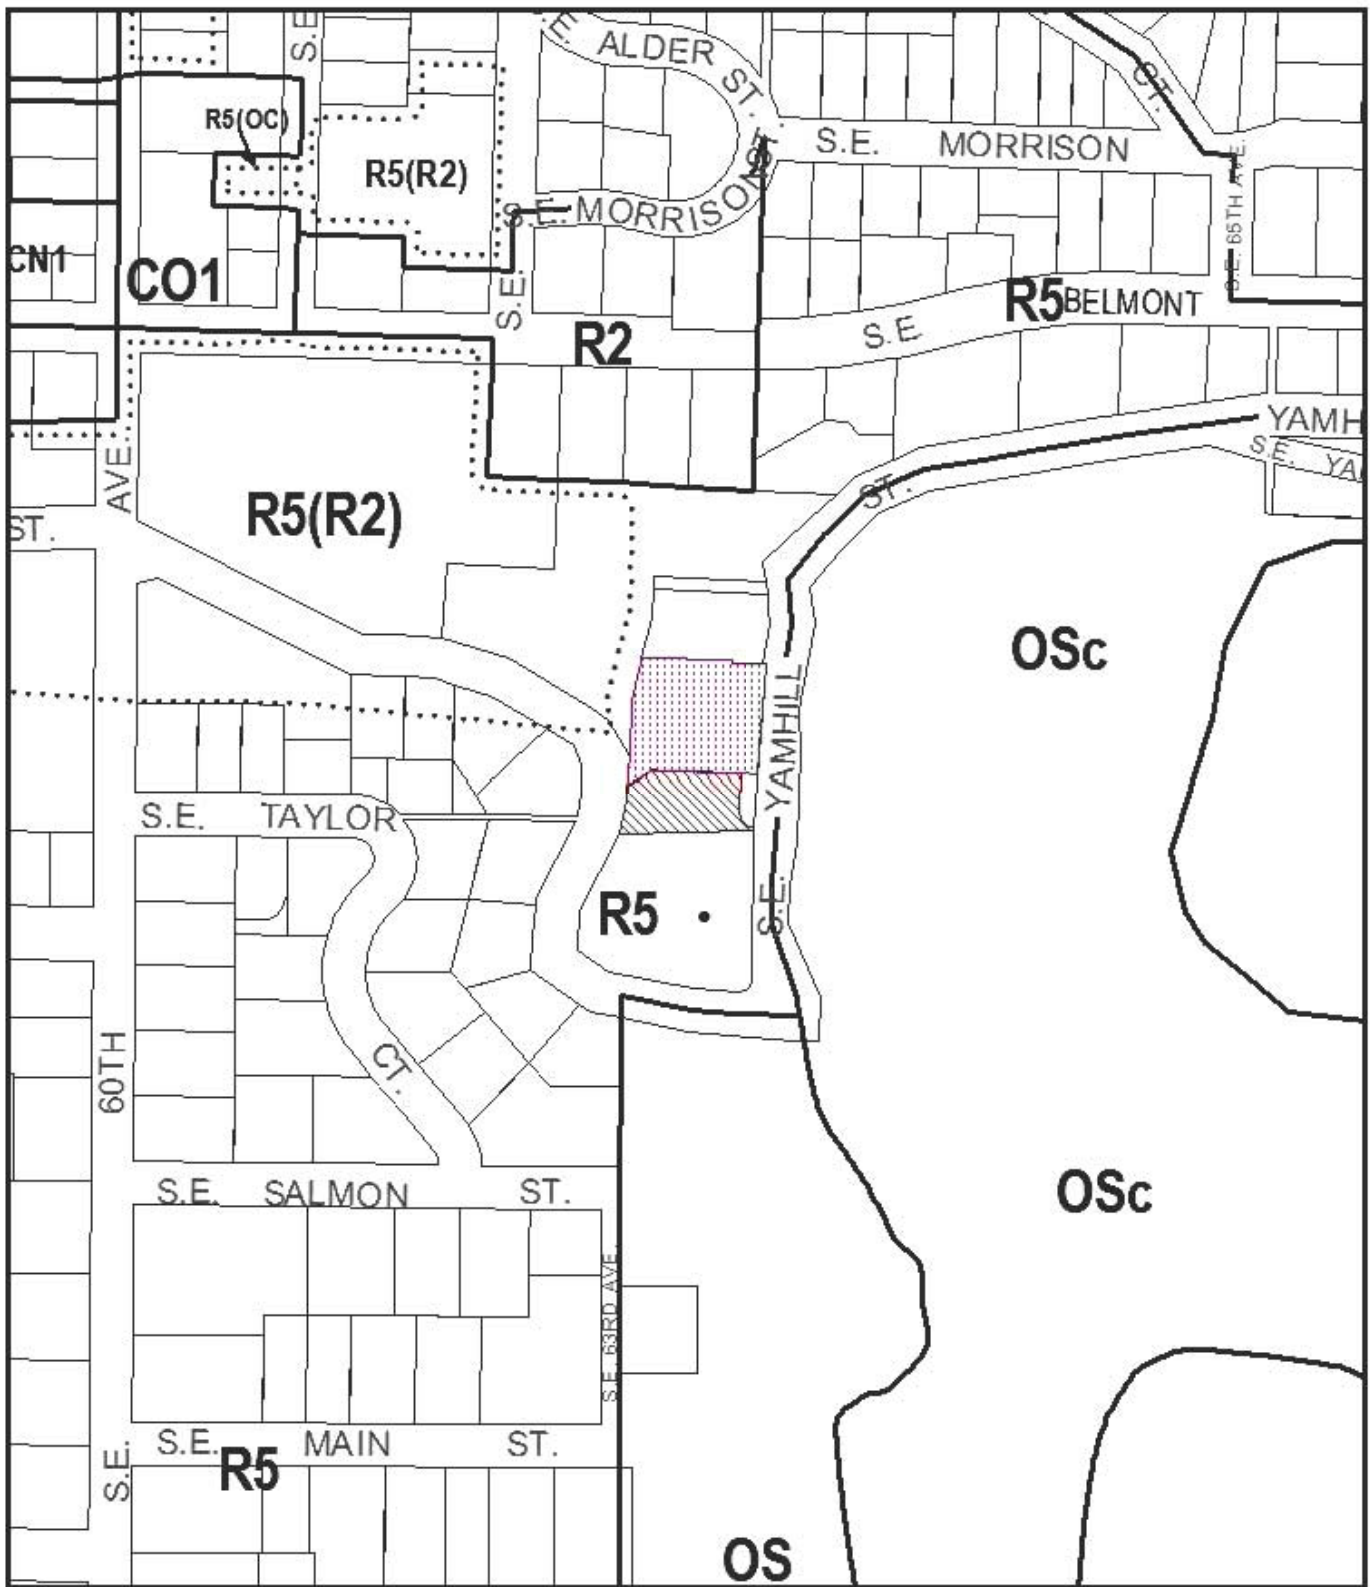 S.E.
S.E.
ALDER ST.
CT.
R5(OC)
R5(R2)
S.E. MORRISON
S.E. MORRISON ST.
S.E. 65TH AVE.
CN1
CO1
S.E.
R5
BELMONT
S.E
R2
YAMH
S.E. YA
AVE.
ST.
R5(R2)
ST.
OSc
S.E. YAMHILL
S.E. TAYLOR
R5
60TH
CT.
S.E. SALMON ST.
OSc
S.E. 63RD AVE.
S.E. MAIN ST.
S.E.
R5
OS